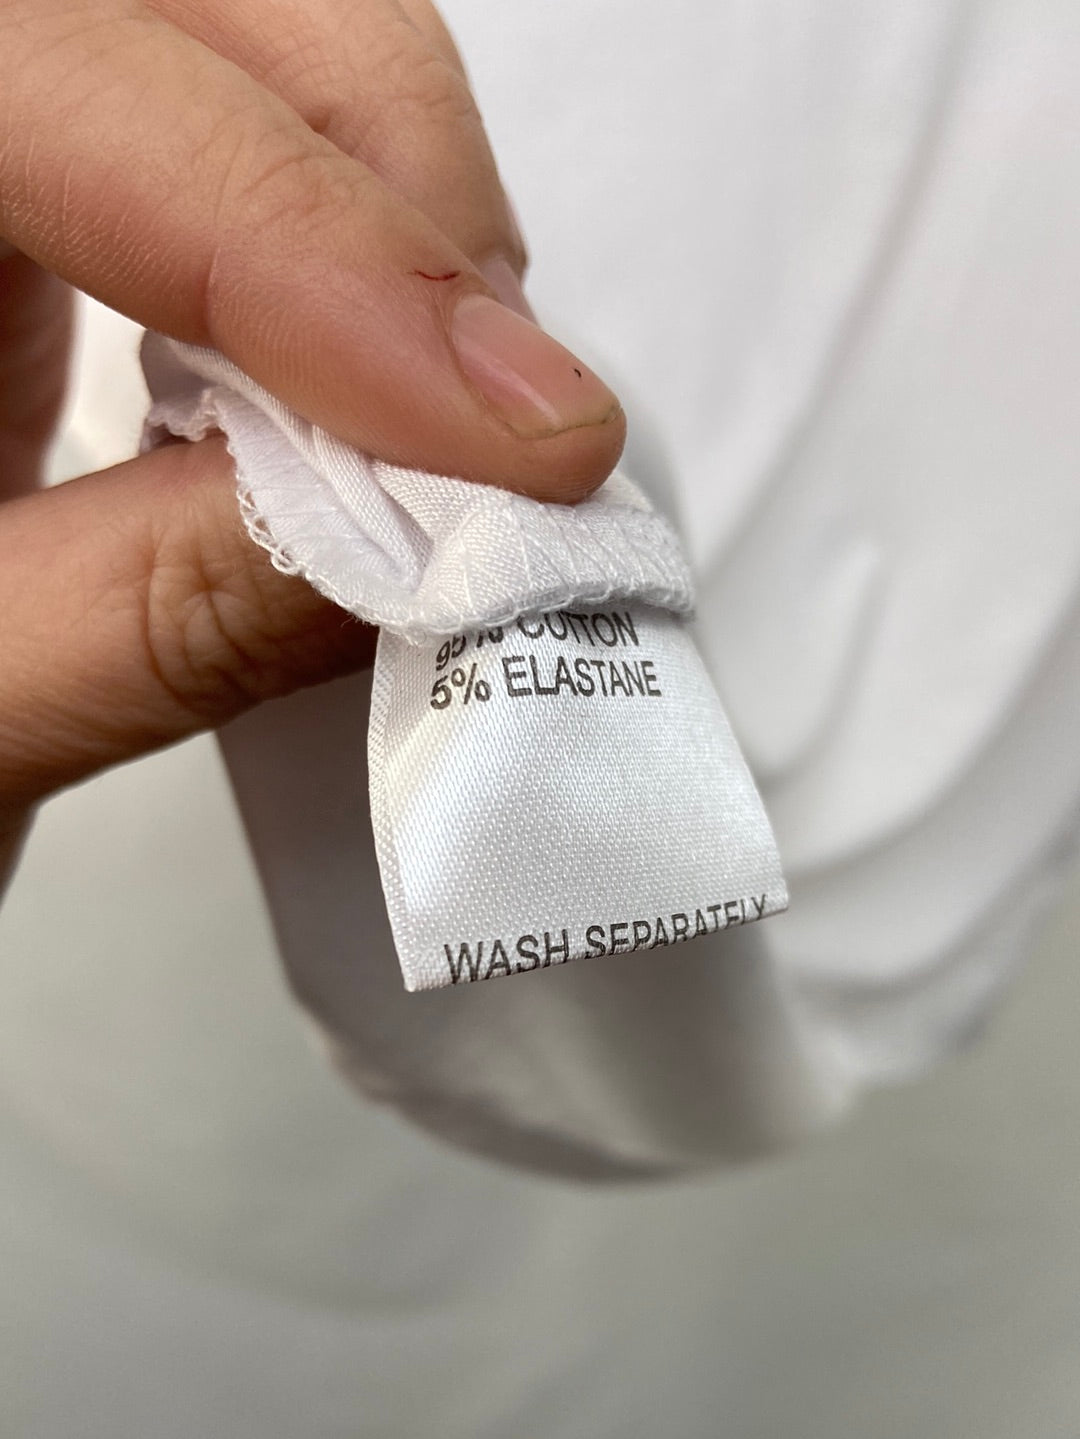 95% COTTON
5% ELASTANE
WASH SEPARATELY